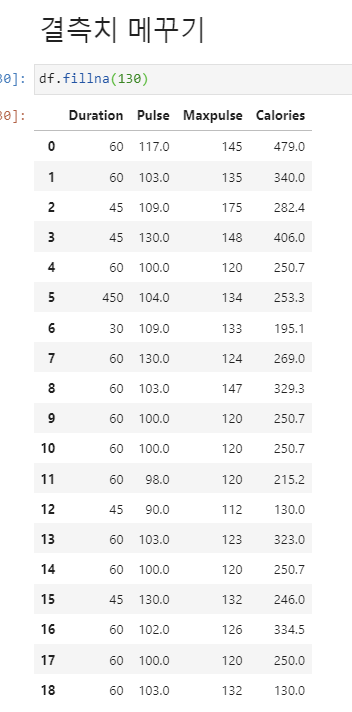 결측치 메꾸기
30]: df.fillna(130)
30]: Duration Pulse Maxpulse Calories
0 60 117.0 145 479.0
1 60 103.0 135 340.0
2 45 109.0 175 282.4
3 45 130.0 148 406.0
4 60 100.0 120 250.7
5 450 104.0 134 253.3
6 30 109.0 133 195.1
7 60 130.0 124 269.0
8 60 103.0 147 329.3
9 60 100.0 120 250.7
10 60 100.0 120 250.7
11 60 98.0 120 215.2
12 45 90.0 112 130.0
13 60 103.0 123 323.0
14 60 100.0 120 250.7
15 45 130.0 132 246.0
16 60 102.0 126 334.5
17 60 100.0 120 250.0
18 60 103.0 132 130.0